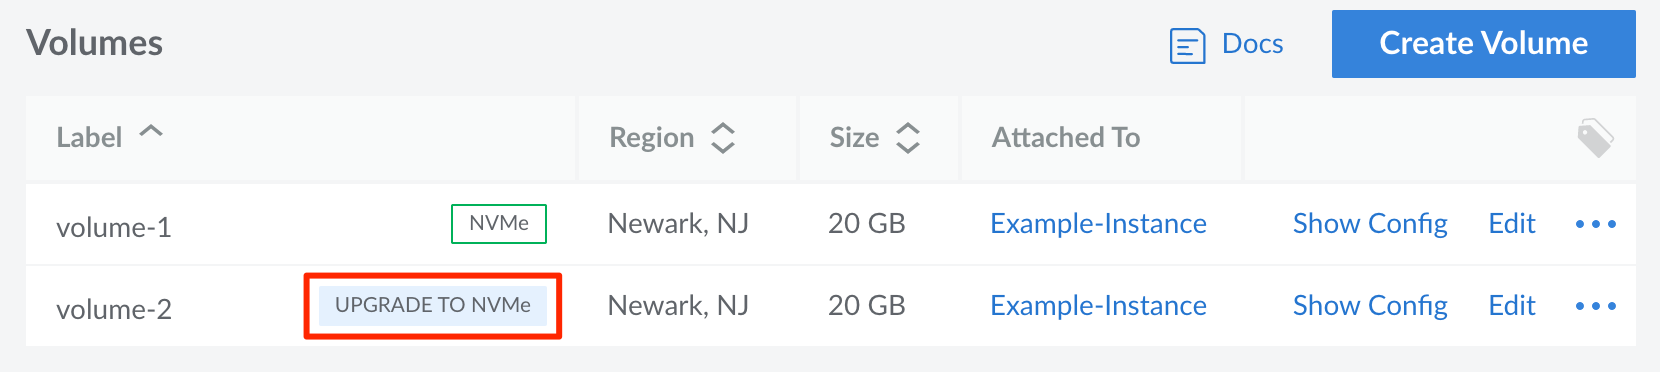 Volumes
Docs
Create Volume
Label Region Size Attached To
volume-1 NVMe Newark, NJ 20 GB Example-Instance Show Config Edit
volume-2 UPGRADE TO NVMe Newark, NJ 20 GB Example-Instance Show Config Edit